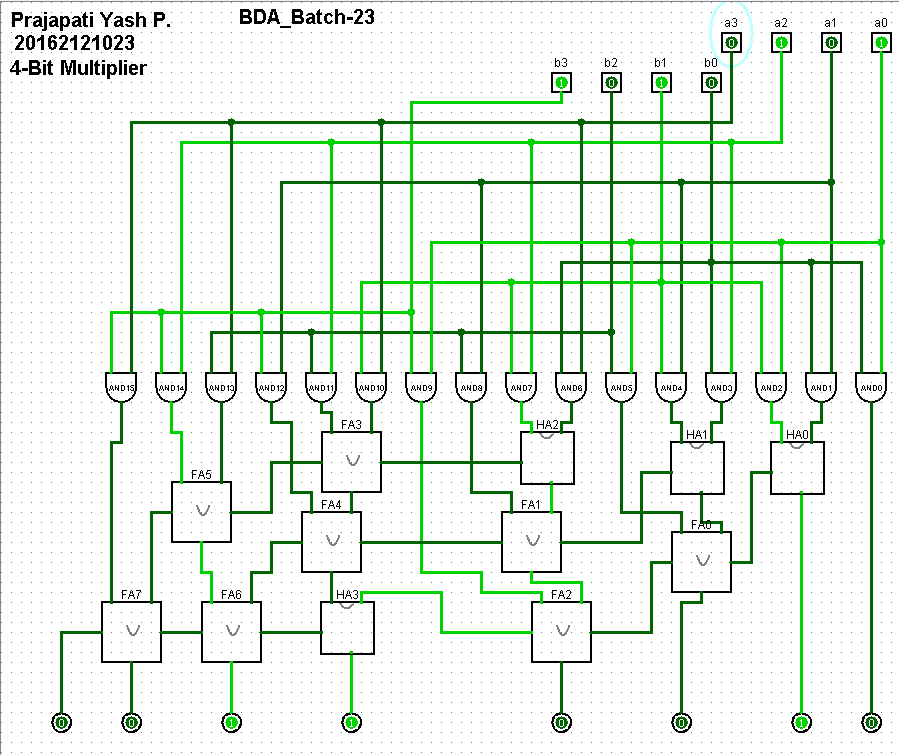 Prajapati Yash P.
BDA_Batch-23
20162121023
4-Bit Multiplier
a3 a2 a1 a0
0 1 0 1
b3 b2 b1 b0
1 0 1 0
AND15 AND14 AND13 AND12 AND11 AND10 AND9 AND8 AND7 AND6 AND5 AND4 AND3 AND2 AND1 AND0
FA3 HA2 HA1 HA0
FA5 FA4 FA1 FA0
FA7 FA6 HA3 FA2
0 0 1 1 0 0 1 0